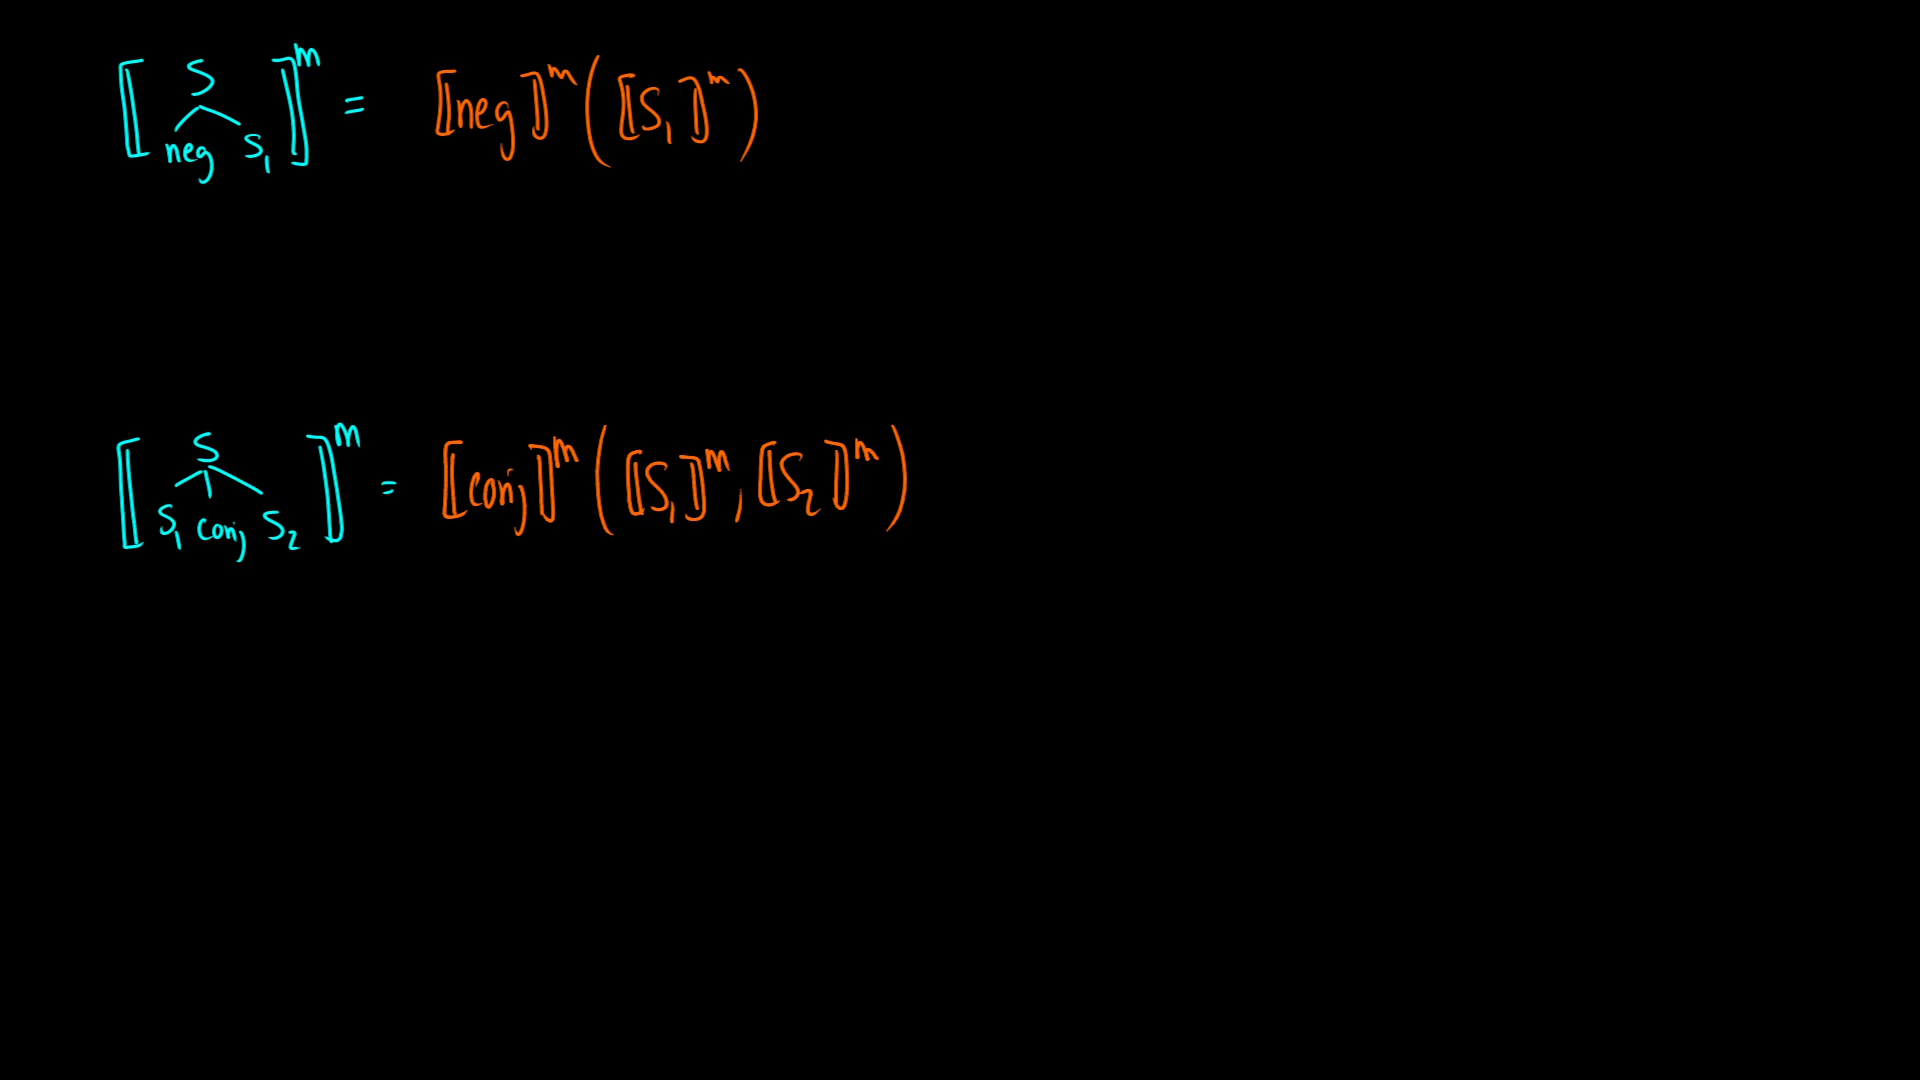 ⟦ S neg S₁ ⟧ᵐ = ⟦neg⟧ᵐ(⟦S₁⟧ᵐ)
⟦ S S₁ conj S₂ ⟧ᵐ = ⟦conj⟧ᵐ(⟦S₁⟧ᵐ, ⟦S₂⟧ᵐ)